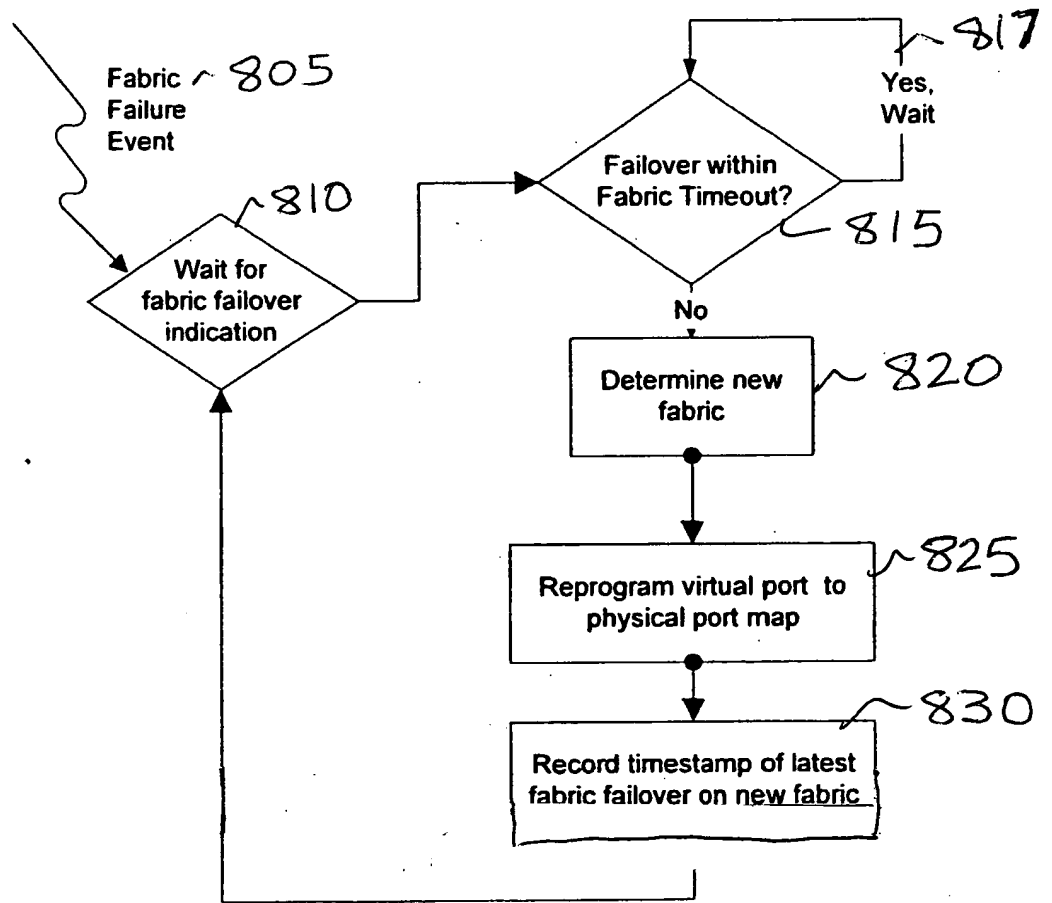 Fabric
Failure
Event
805
810
Wait for
fabric failover
indication
817
Yes,
Wait
Failover within
Fabric Timeout?
815
No
Determine new
fabric
820
Reprogram virtual port to
physical port map
825
Record timestamp of latest
fabric failover on new fabric
830